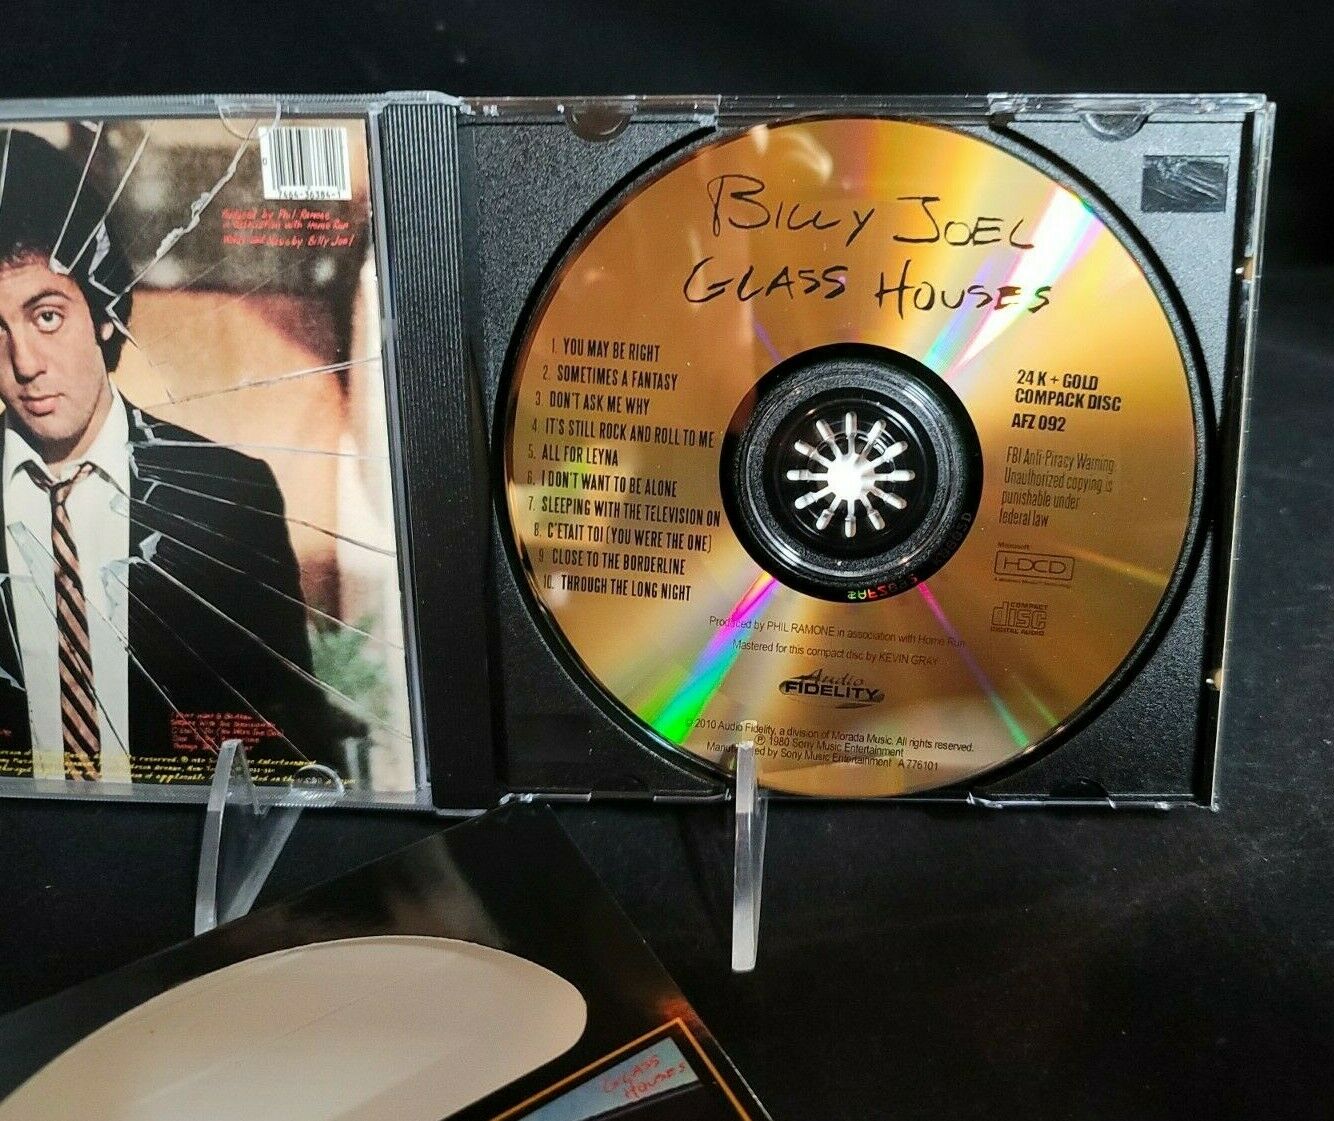 7464-36384-1
Produced by Phil Ramone
in association with Home Run
Words and Music by Billy Joel
BILLY JOEL
GLASS HOUSES
1. YOU MAY BE RIGHT
2. SOMETIMES A FANTASY
3. DON'T ASK ME WHY
4. IT'S STILL ROCK AND ROLL TO ME
5. ALL FOR LEYNA
6. I DON'T WANT TO BE ALONE
7. SLEEPING WITH THE TELEVISION ON
8. C'ETAIT TOI (YOU WERE THE ONE)
9. CLOSE TO THE BORDERLINE
10. THROUGH THE LONG NIGHT
24 K + GOLD
COMPACK DISC
AFZ 092
FBI Anti-Piracy Warning
Unauthorized copying is
punishable under
federal law
Microsoft
HDCD
COMPACT
disc
DIGITAL AUDIO
Produced by PHIL RAMONE in association with Home Run
Mastered for this compact disc by KEVIN GRAY
Audio
FIDELITY
© 2010 Audio Fidelity, a division of Morada Music. All rights reserved.
℗ 1980 Sony Music Entertainment
Manufactured by Sony Music Entertainment A 776101
GLASS
HOUSES